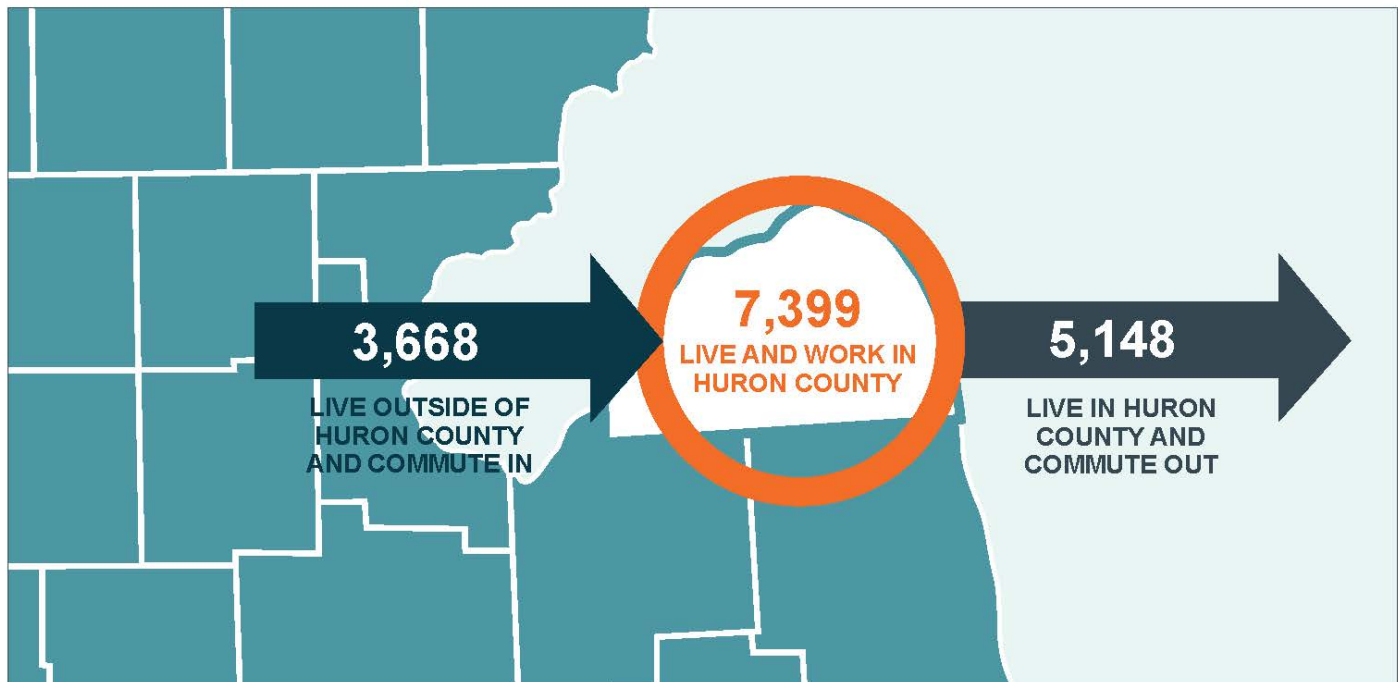 3,668
LIVE OUTSIDE OF
HURON COUNTY
AND COMMUTE IN
7,399
LIVE AND WORK IN
HURON COUNTY
5,148
LIVE IN HURON
COUNTY AND
COMMUTE OUT